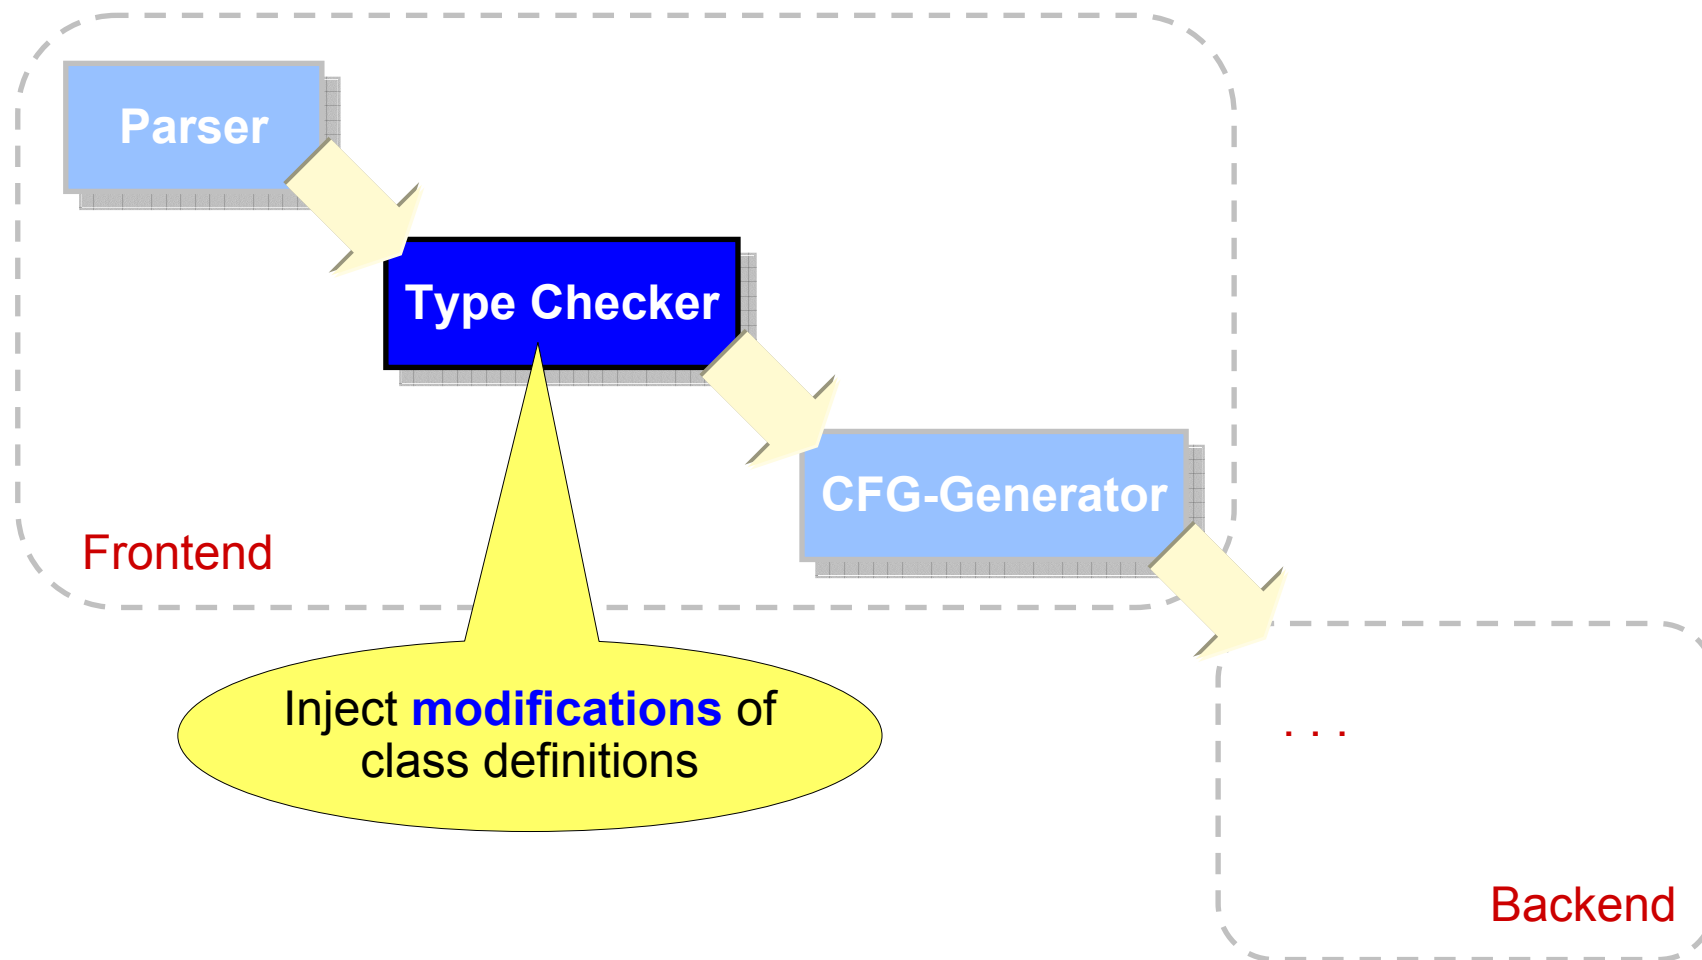 Parser
Type Checker
CFG-Generator
Frontend
Inject modifications of
class definitions
. . .
Backend